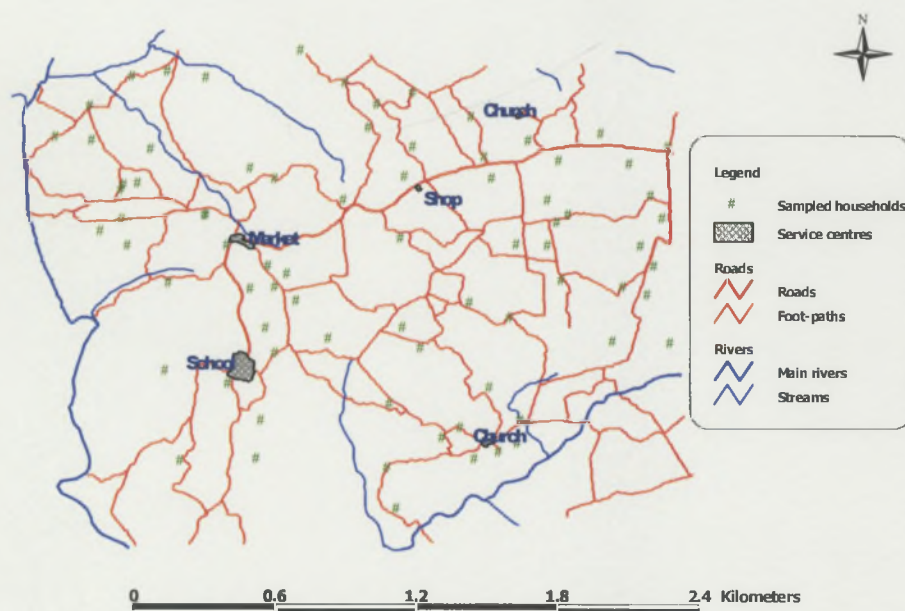 N
Church
Shop
Market
School
Church
Legend
# Sampled households
Service centres
Roads
Roads
Foot-paths
Rivers
Main rivers
Streams
0 0.6 1.2 1.8 2.4 Kilometers